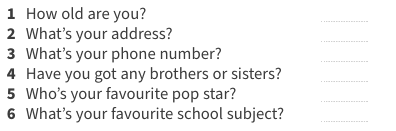 1 How old are you?
2 What's your address?
3 What's your phone number?
4 Have you got any brothers or sisters?
5 Who's your favourite pop star?
6 What's your favourite school subject?